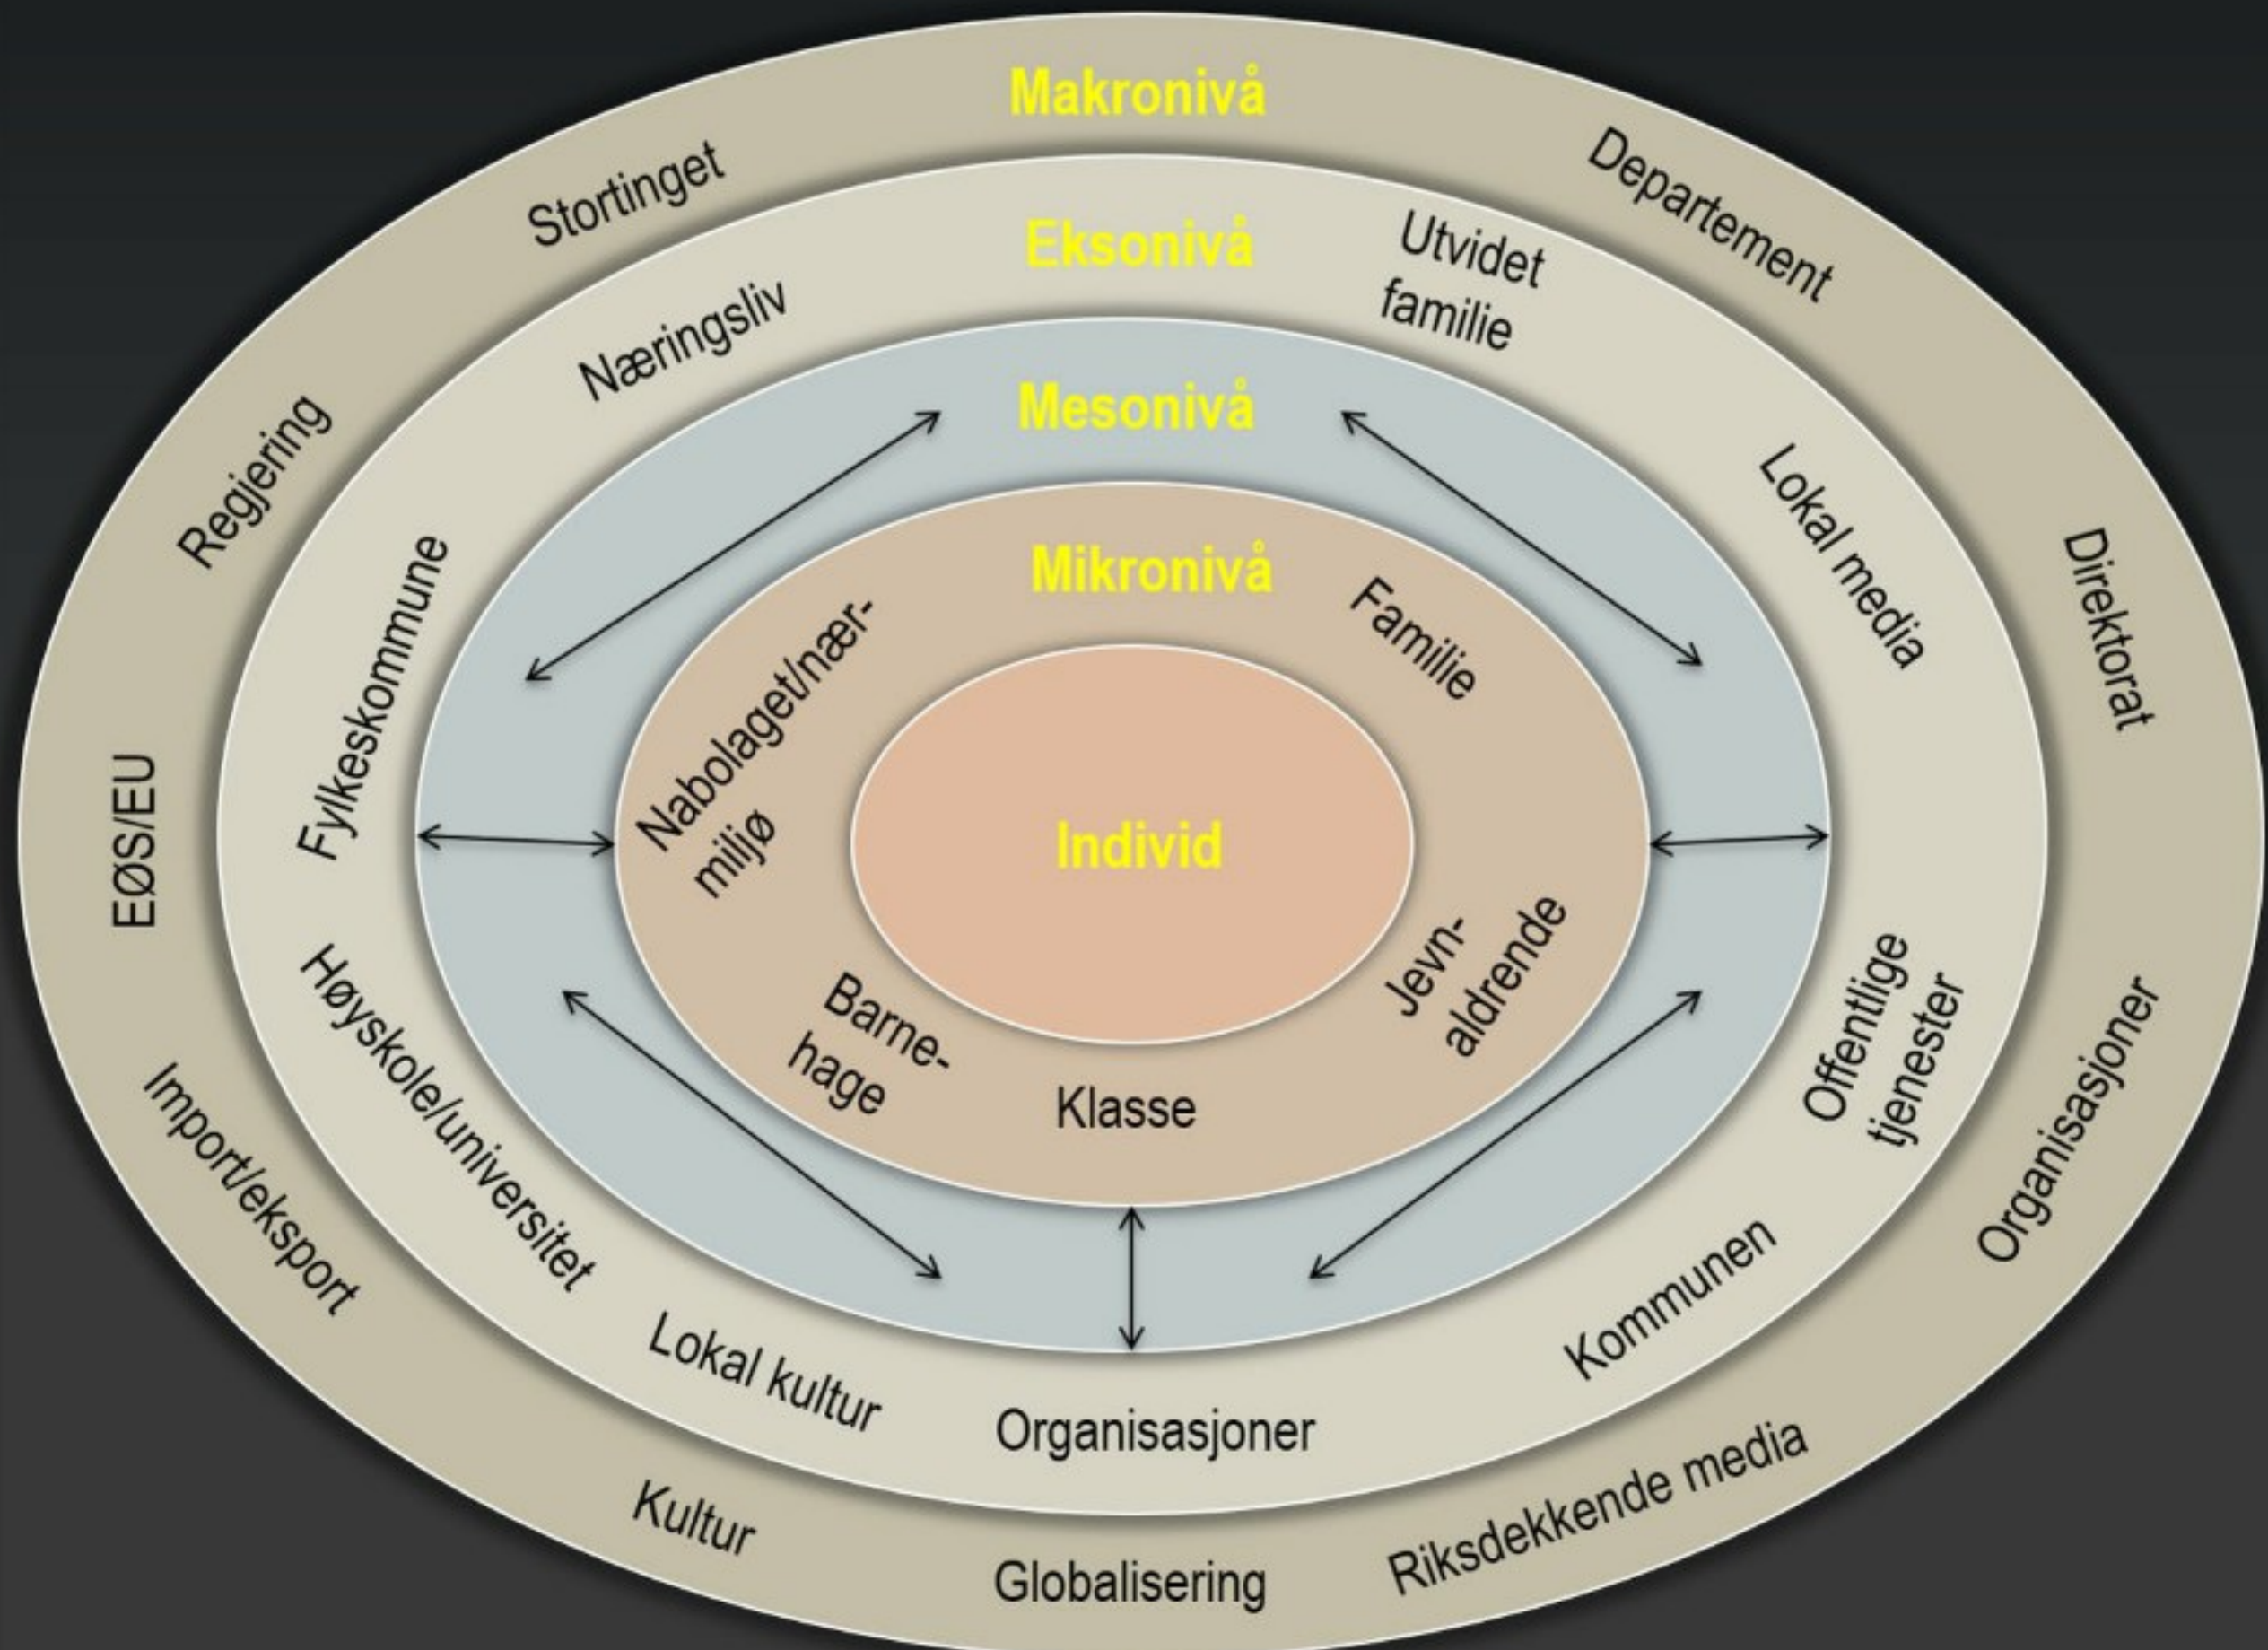 Makronivå
Stortinget
Departement
Regjering
Direktorat
EØS/EU
Organisasjoner
Import/eksport
Riksdekkende media
Kultur
Globalisering
Eksonivå
Næringsliv
Utvidet
familie
Fylkeskommune
Lokal media
Høyskole/universitet
Offentlige
tjenester
Lokal kultur
Organisasjoner
Kommunen
Mesonivå
Mikronivå
Nabolaget/nær-
miljø
Familie
Barne-
hage
Klasse
Jevn-
aldrende
Individ